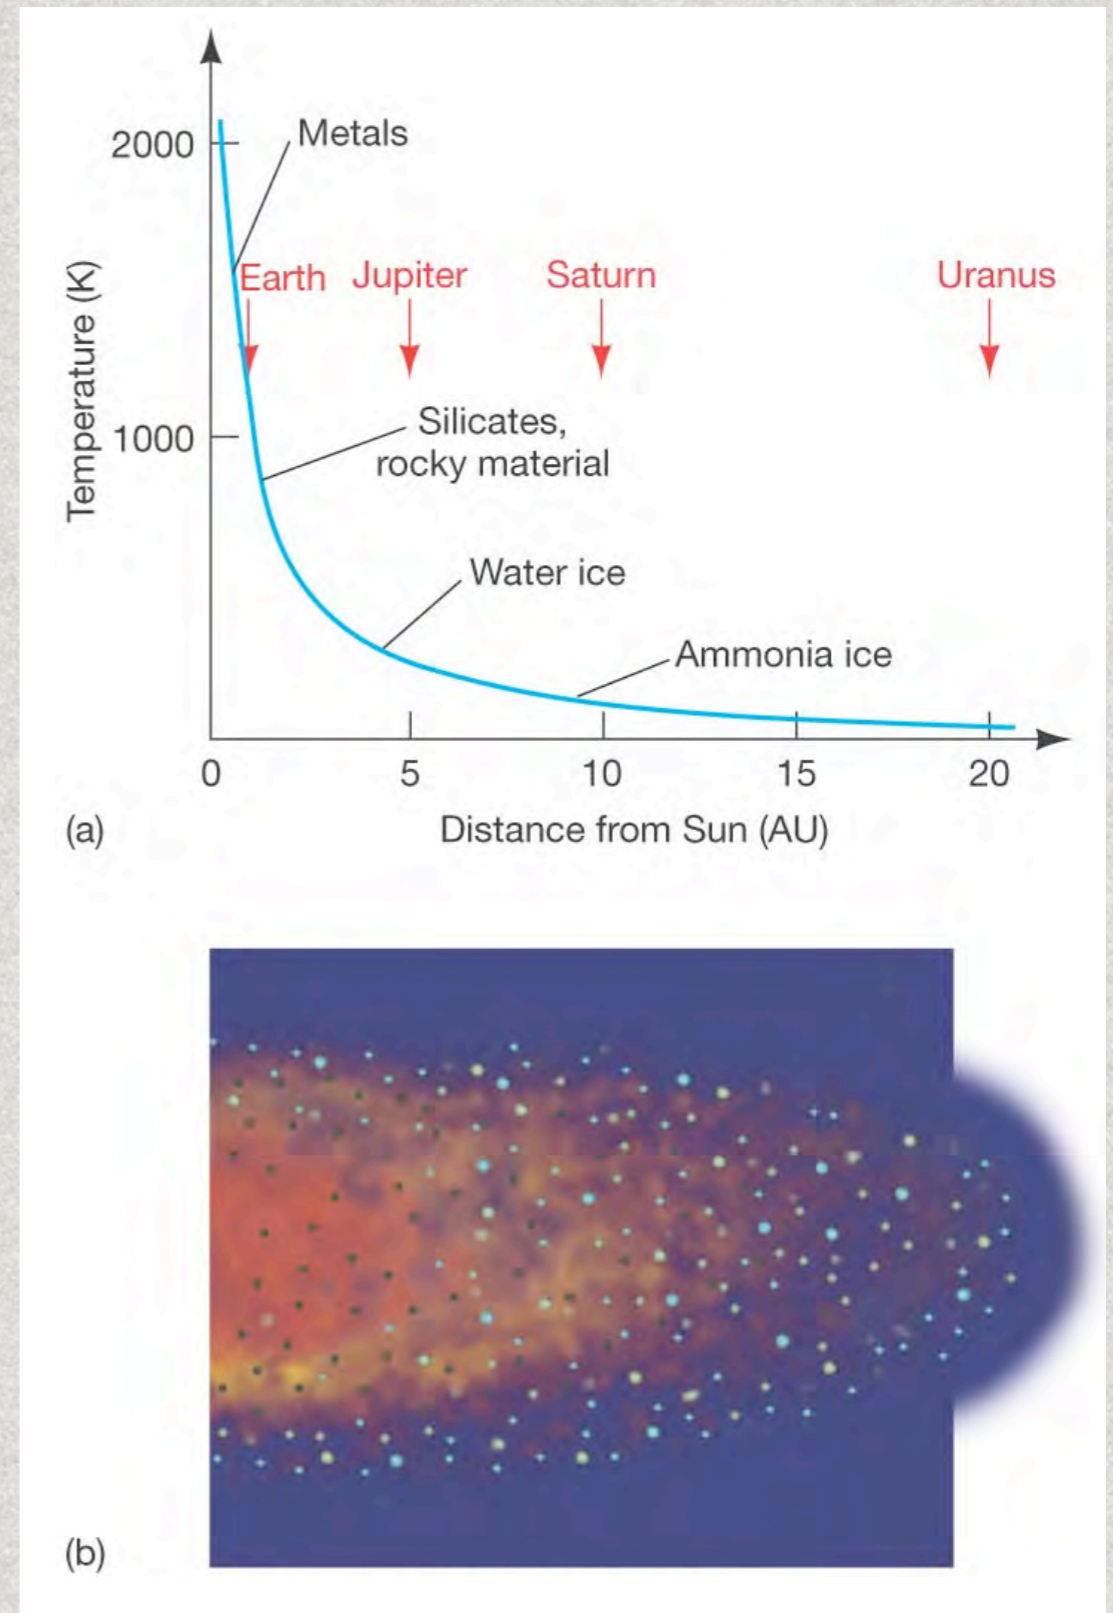 2000
Metals
Earth Jupiter Saturn Uranus
Temperature (K)
1000
Silicates,
rocky material
Water ice
Ammonia ice
0 5 10 15 20
Distance from Sun (AU)
(a)
(b)